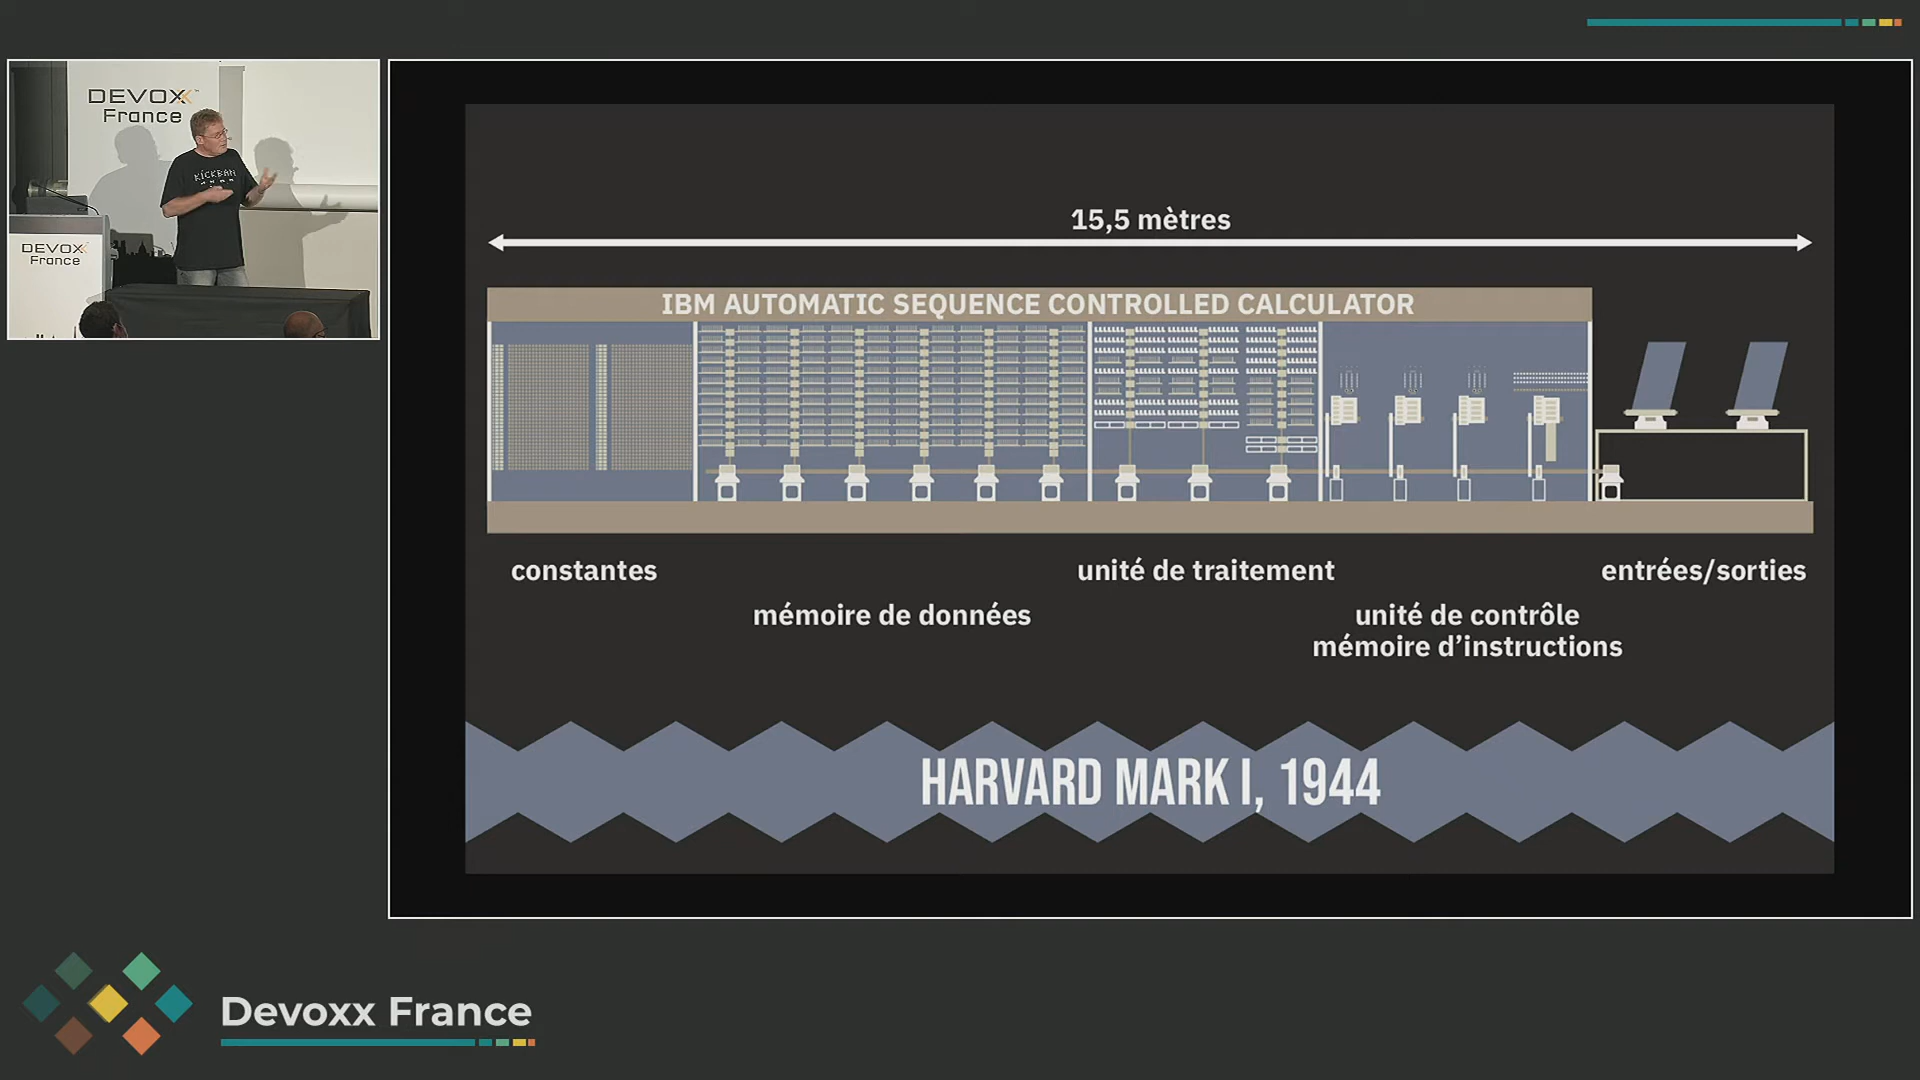 DEVOXX
France
KICKBAN
DEVOXX
France
15,5 mètres
IBM AUTOMATIC SEQUENCE CONTROLLED CALCULATOR
constantes
unité de traitement
entrées/sorties
mémoire de données
unité de contrôle
mémoire d’instructions
HARVARD MARK I, 1944
Devoxx France